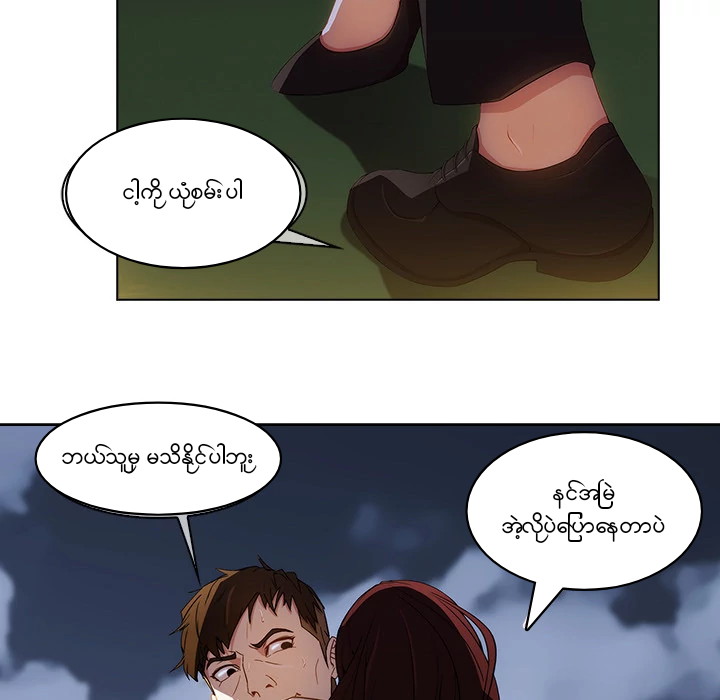 ငါ့ကို ယုံစမ်းပါ
ဘယ်သူမှ မသိနိုင်ပါဘူး
နင်အမြဲ
အဲ့လိုပဲပြောနေတာပဲ